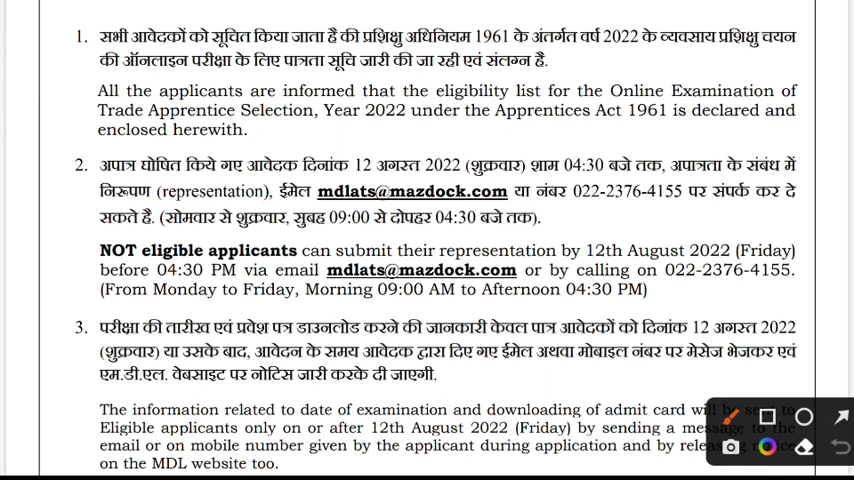 1. सभी आवेदकों को सूचित किया जाता है की प्रशिक्षु अधिनियम 1961 के अंतर्गत वर्ष 2022 के व्यवसाय प्रशिक्षु चयन
की ऑनलाइन परीक्षा के लिए पात्रता सूचि जारी की जा रही एवं संलग्न है.
All the applicants are informed that the eligibility list for the Online Examination of
Trade Apprentice Selection, Year 2022 under the Apprentices Act 1961 is declared and
enclosed herewith.
2. अपात्र घोषित किये गए आवेदक दिनांक 12 अगस्त 2022 (शुक्रवार) शाम 04:30 बजे तक, अपात्रता के संबंध में
निरूपण (representation), ईमेल mdlats@mazdock.com या नंबर 022-2376-4155 पर संपर्क कर दे
सकते है. (सोमवार से शुक्रवार, सुबह 09:00 से दोपहर 04:30 बजे तक).
NOT eligible applicants can submit their representation by 12th August 2022 (Friday)
before 04:30 PM via email mdlats@mazdock.com or by calling on 022-2376-4155.
(From Monday to Friday, Morning 09:00 AM to Afternoon 04:30 PM)
3. परीक्षा की तारीख एवं प्रवेश पत्र डाउनलोड करने की जानकारी केवल पात्र आवेदकों को दिनांक 12 अगस्त 2022
(शुक्रवार) या उसके बाद, आवेदन के समय आवेदक द्वारा दिए गए ईमेल अथवा मोबाइल नंबर पर मेसेज भेजकर एवं
एम.डी.एल. वेबसाइट पर नोटिस जारी करके दी जाएगी.
The information related to date of examination and downloading of admit card will be sent to
Eligible applicants only on or after 12th August 2022 (Friday) by sending a message to the
email or on mobile number given by the applicant during application and by
on the MDL website too.